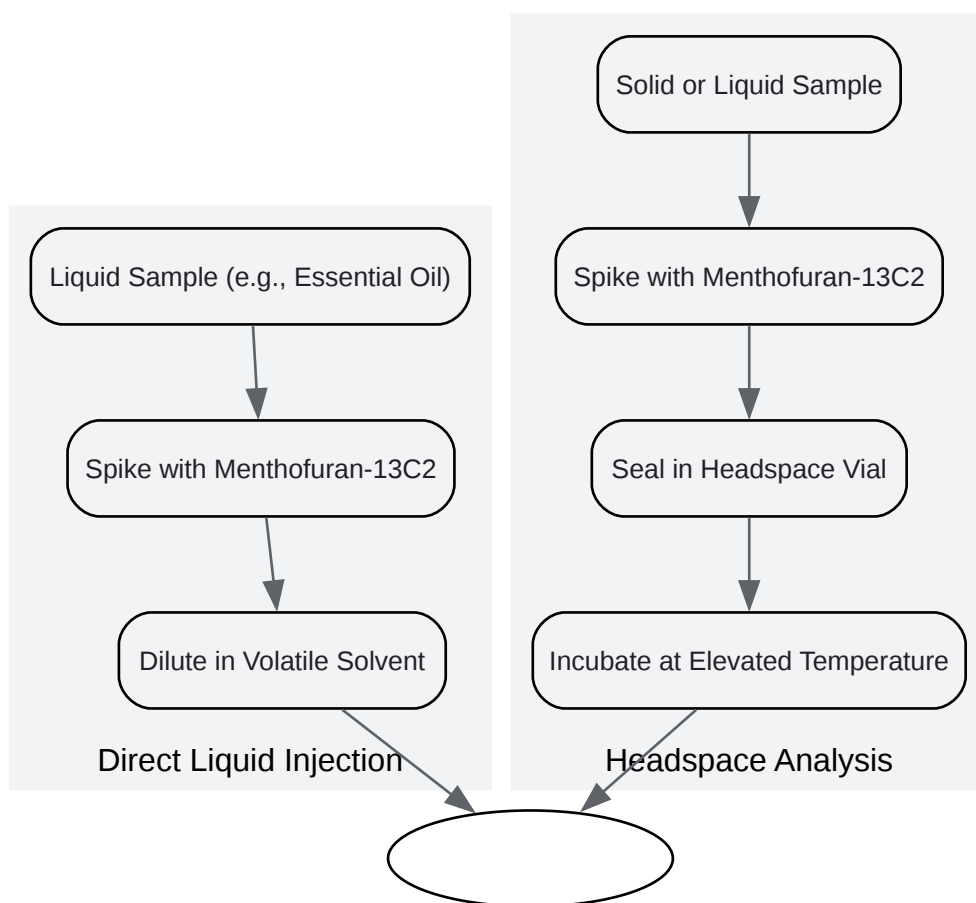 Liquid Sample (e.g., Essential Oil)
Spike with Menthofuran-13C2
Dilute in Volatile Solvent
Direct Liquid Injection
Solid or Liquid Sample
Spike with Menthofuran-13C2
Seal in Headspace Vial
Incubate at Elevated Temperature
Headspace Analysis